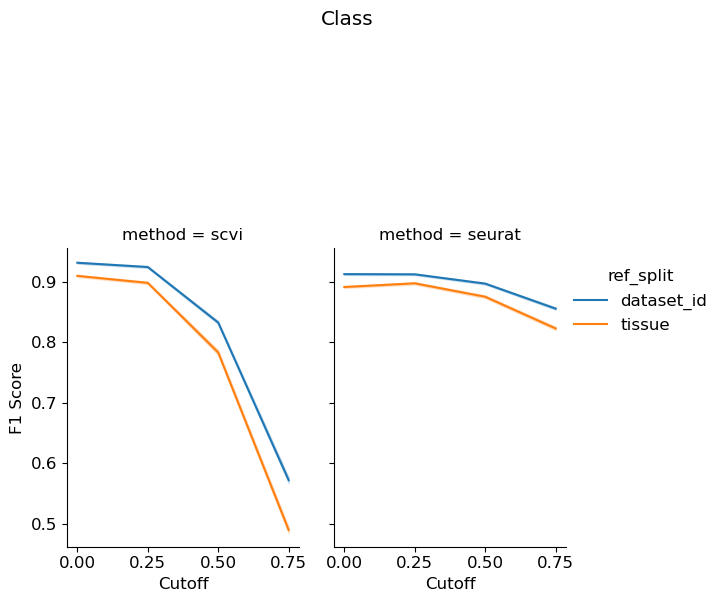 Class
method = scvi
method = seurat
ref_split
dataset_id
tissue
F1 Score
0.9
0.8
0.7
0.6
0.5
0.00 0.25 0.50 0.75
0.00 0.25 0.50 0.75
Cutoff
Cutoff